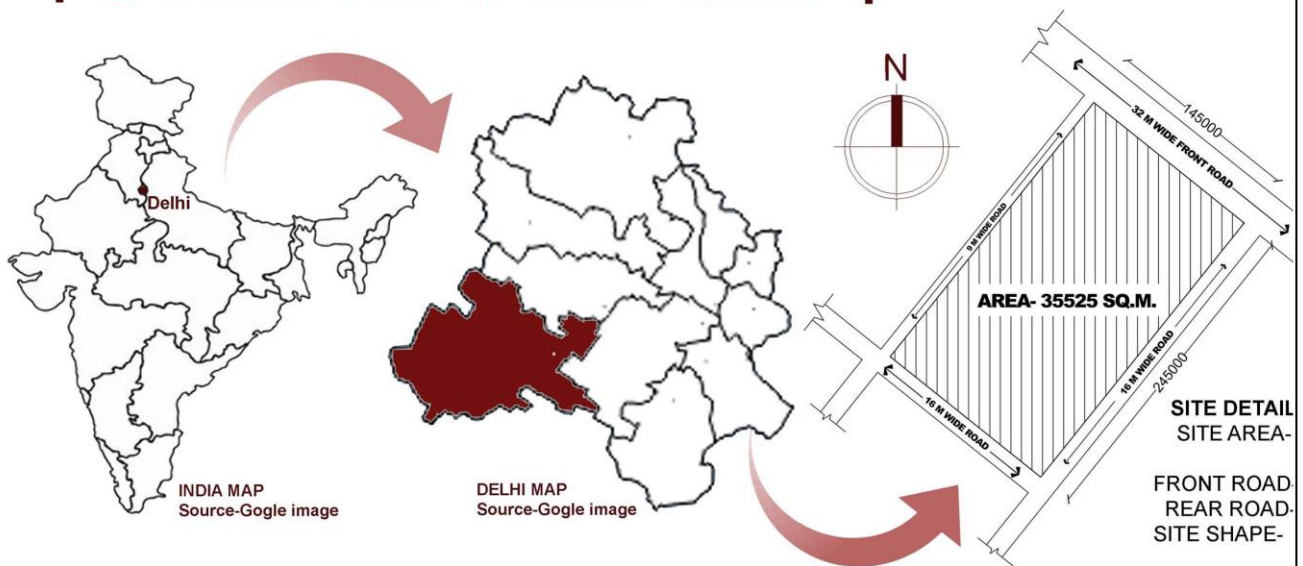 Delhi
INDIA MAP
Source-Gogle image
DELHI MAP
Source-Gogle image
N
145000
32 M WIDE FRONT ROAD
9 M WIDE ROAD
AREA- 35525 SQ.M.
16 M WIDE ROAD
245000
16 M WIDE ROAD
SITE DETAIL
SITE AREA-
FRONT ROAD-
REAR ROAD-
SITE SHAPE-